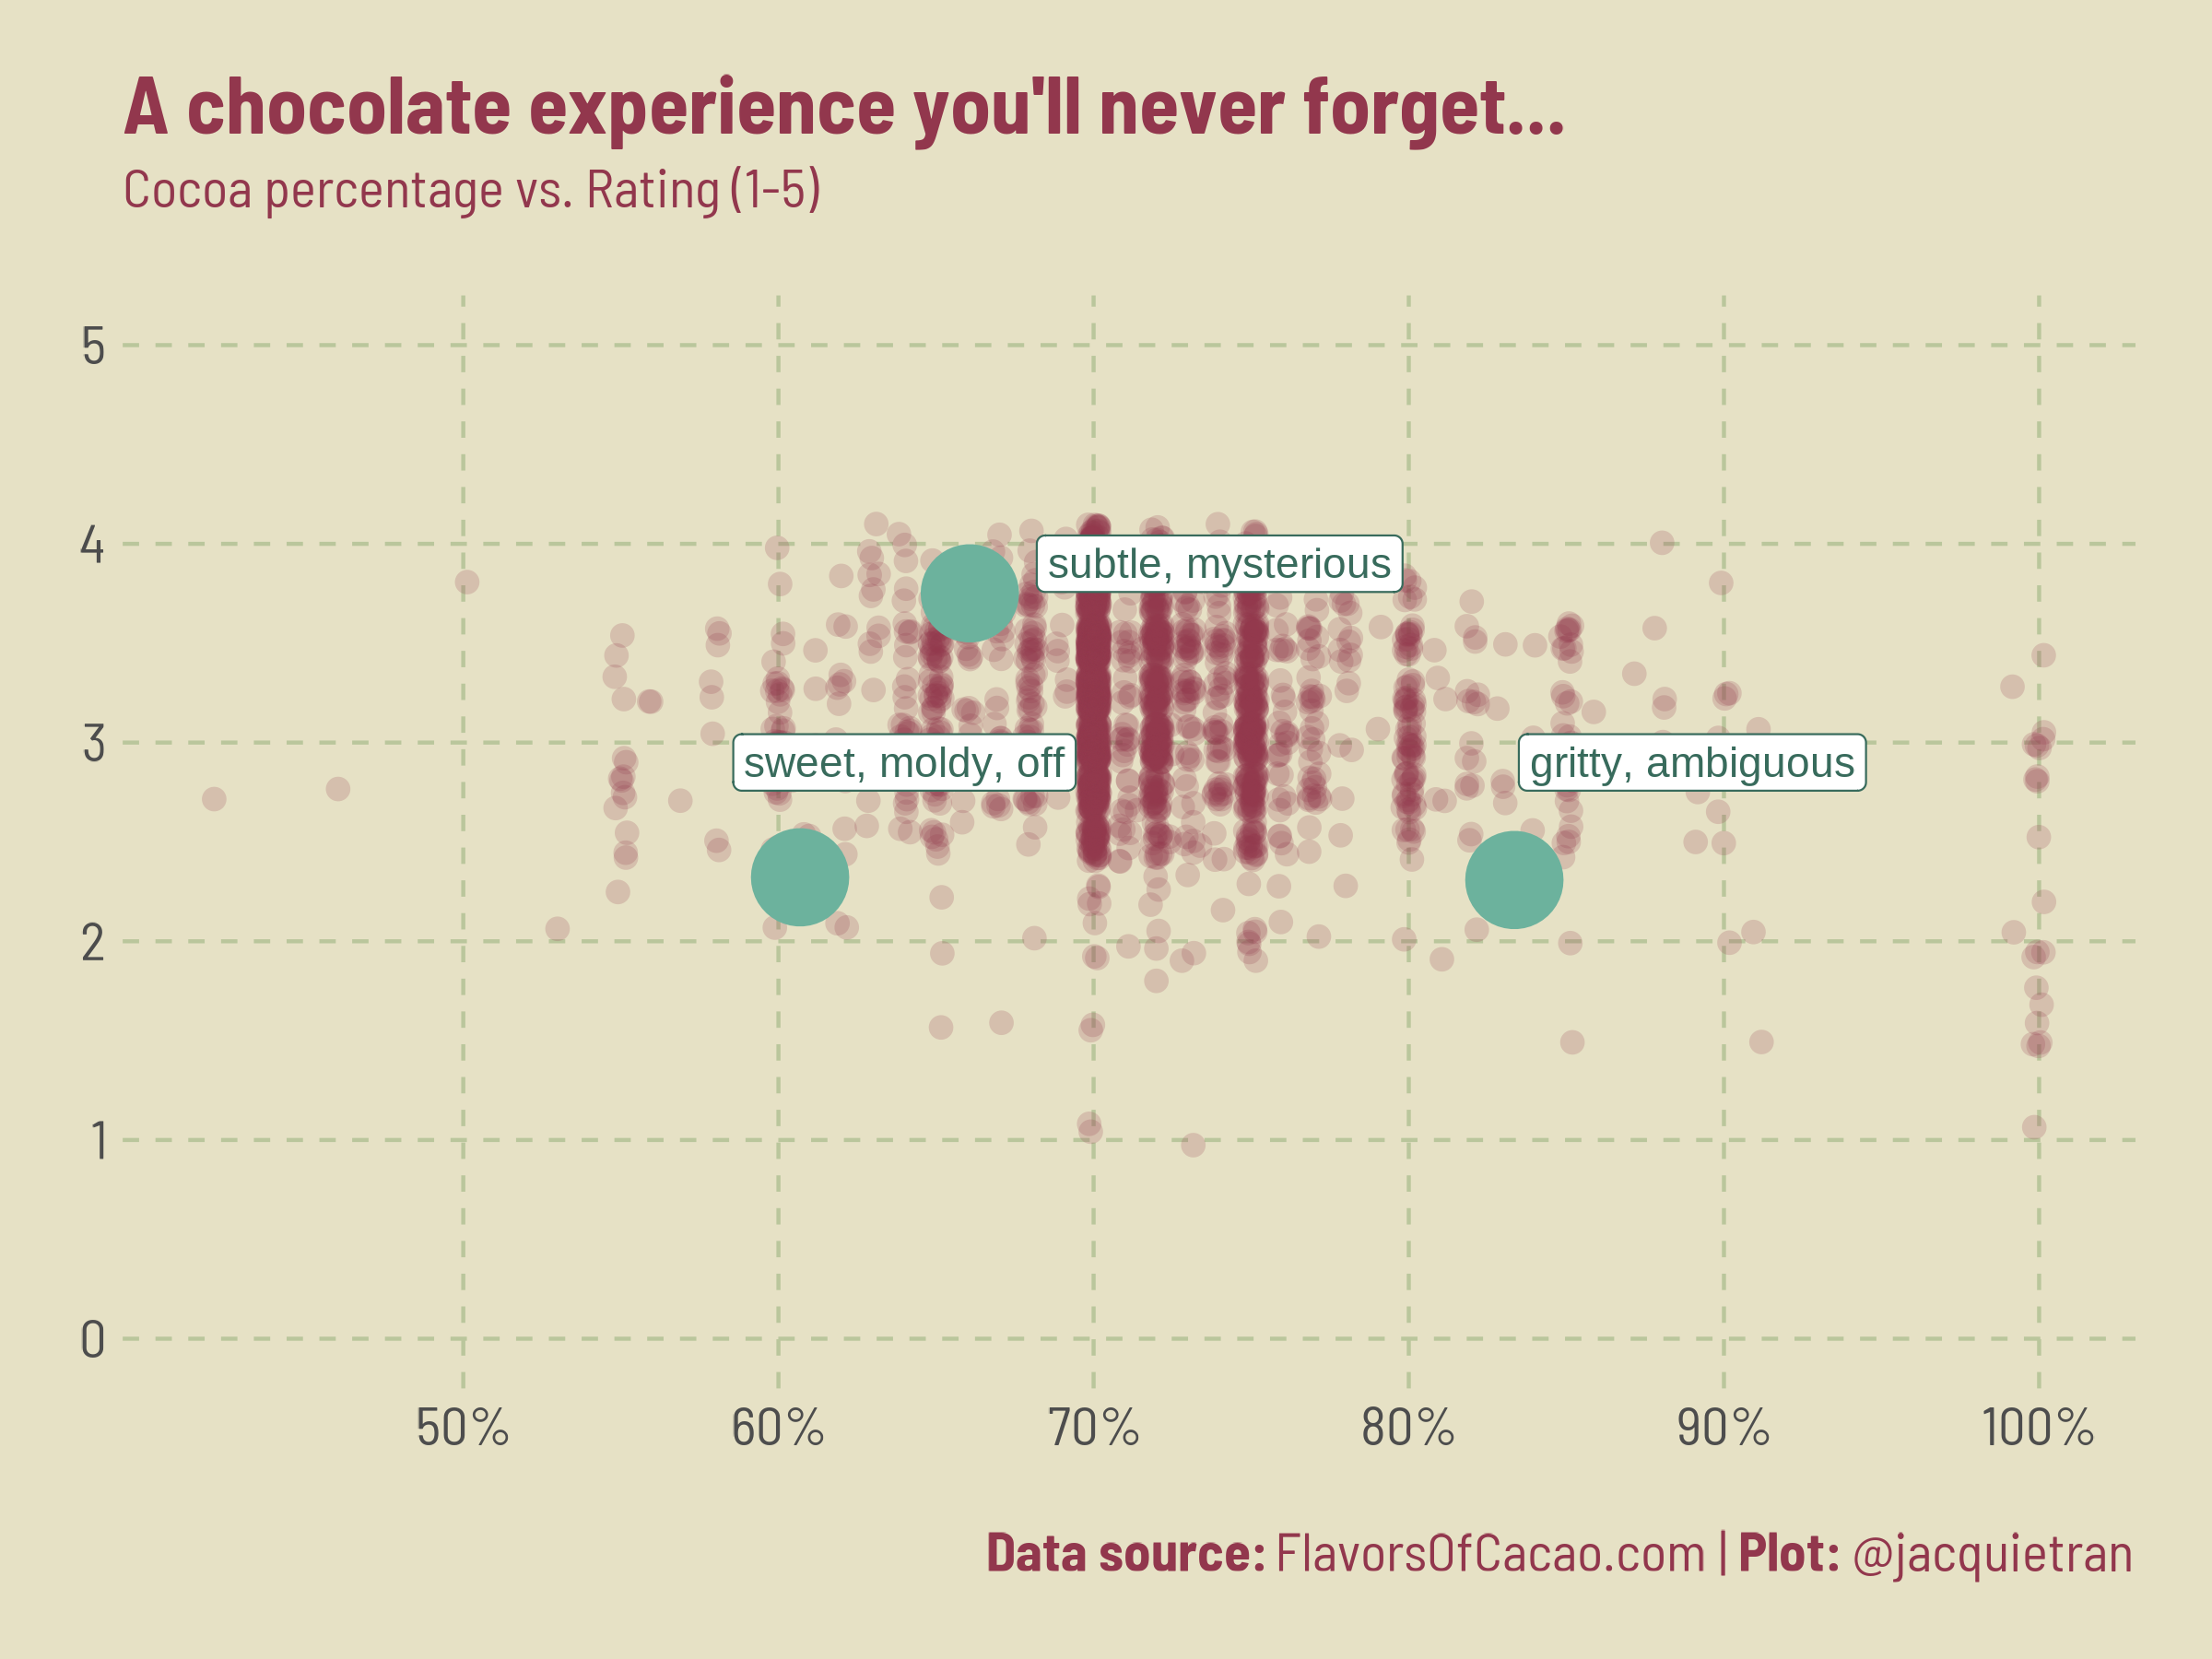 A chocolate experience you'll never forget...
Cocoa percentage vs. Rating (1-5)
5
4
subtle, mysterious
3
sweet, moldy, off
gritty, ambiguous
2
1
0
50% 60% 70% 80% 90% 100%
Data source: FlavorsOfCacao.com | Plot: @jacquietran